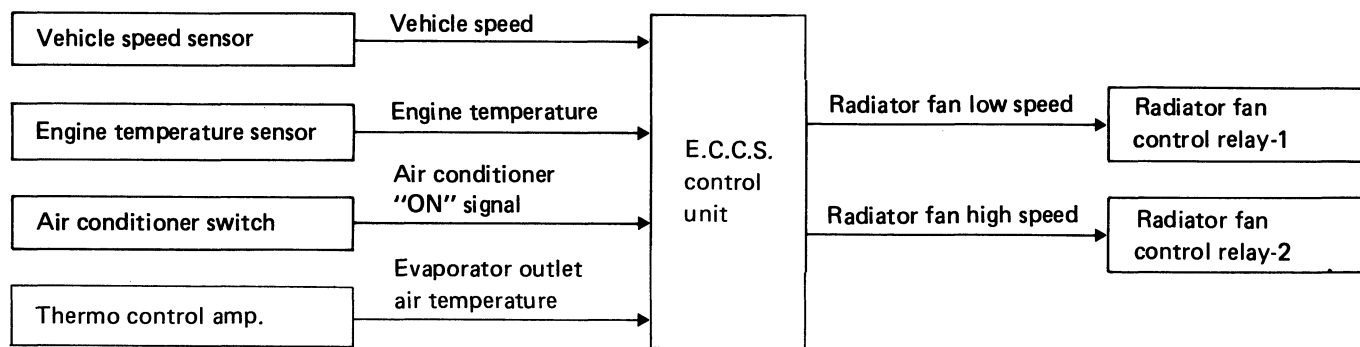 Vehicle speed sensor
Vehicle speed
Engine temperature sensor
Engine temperature
Air conditioner switch
Air conditioner
"ON" signal
Thermo control amp.
Evaporator outlet
air temperature
E.C.C.S.
control
unit
Radiator fan low speed
Radiator fan
control relay-1
Radiator fan high speed
Radiator fan
control relay-2